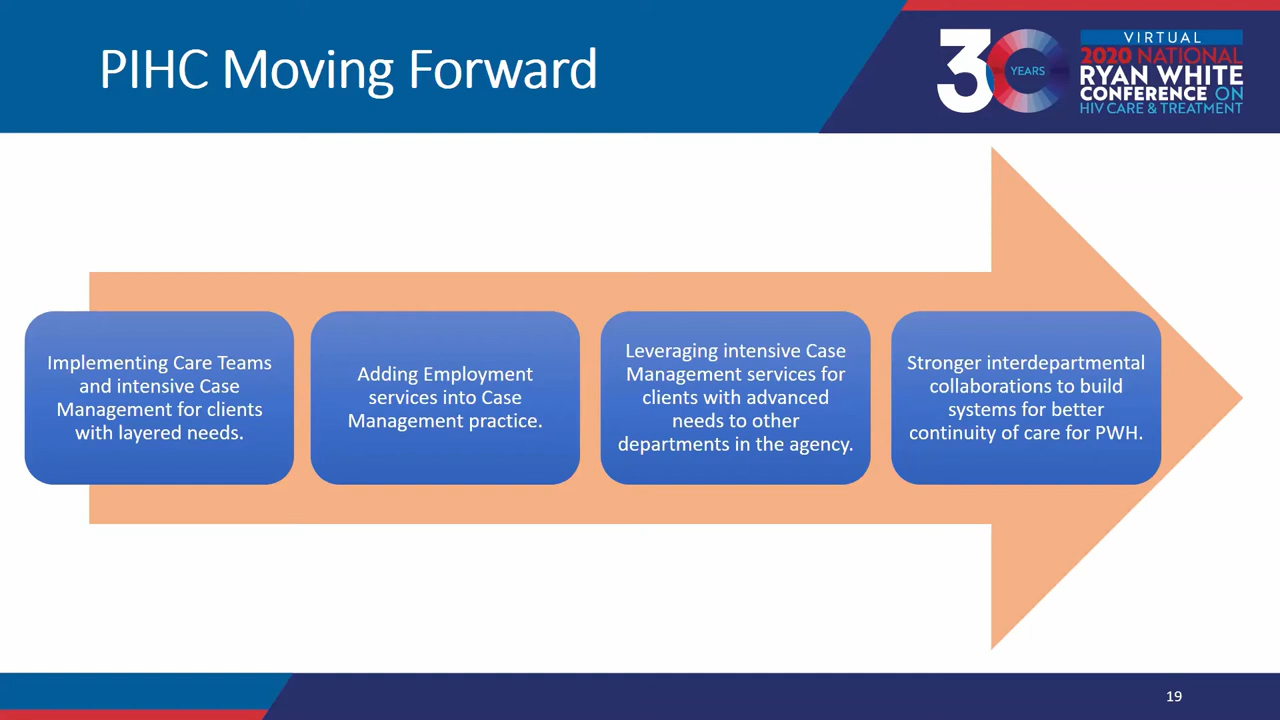 PIHC Moving Forward
30
YEARS
VIRTUAL
2020 NATIONAL
RYAN WHITE
CONFERENCE ON
HIV CARE & TREATMENT
Implementing Care Teams
and intensive Case
Management for clients
with layered needs.
Adding Employment
services into Case
Management practice.
Leveraging intensive Case
Management services for
clients with advanced
needs to other
departments in the agency.
Stronger interdepartmental
collaborations to build
systems for better
continuity of care for PWH.
19